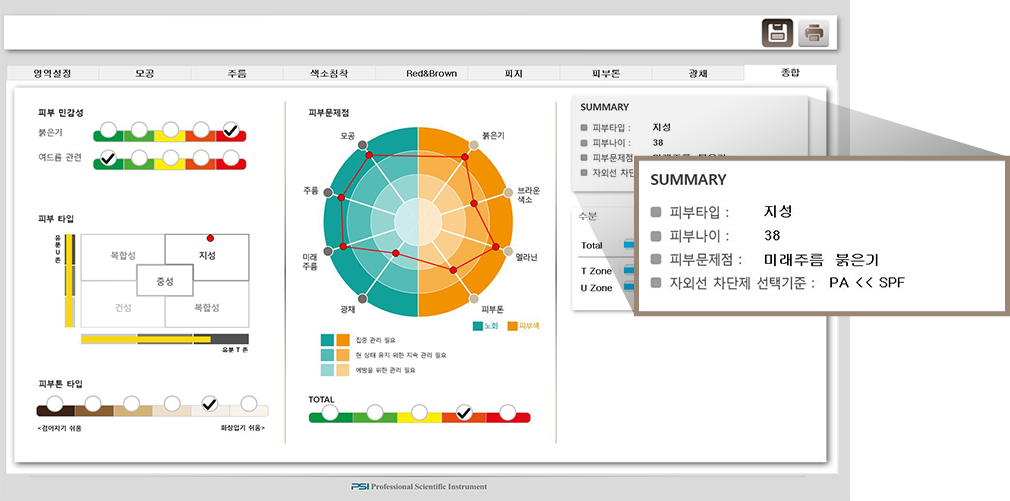 영역설정 모공 주름 색소침착 Red&Brown 피지 피부톤 광채 종합
피부 민감성
붉은기
여드름 관련
피부 타입
유분 U 존
복합성 지성
중성
건성 복합성
유분 T 존
피부톤 타입
<검어지기 쉬움 화상입기 쉬움>
피부문제점
모공 붉은기
주름 브라운 색소
미래 주름 멜라닌
광채 피부톤
노화 피부색
집중 관리 필요
현 상태 유지 위한 지속 관리 필요
예방을 위한 관리 필요
TOTAL
SUMMARY
피부타입 : 지성
피부나이 : 38
피부문제점 미래주름 붉은기
자외선 차단
수분
Total
T Zone
U Zone
SUMMARY
피부타입 : 지성
피부나이 : 38
피부문제점 : 미래주름 붉은기
자외선 차단제 선택기준 : PA << SPF
PSI Professional Scientific Instrument